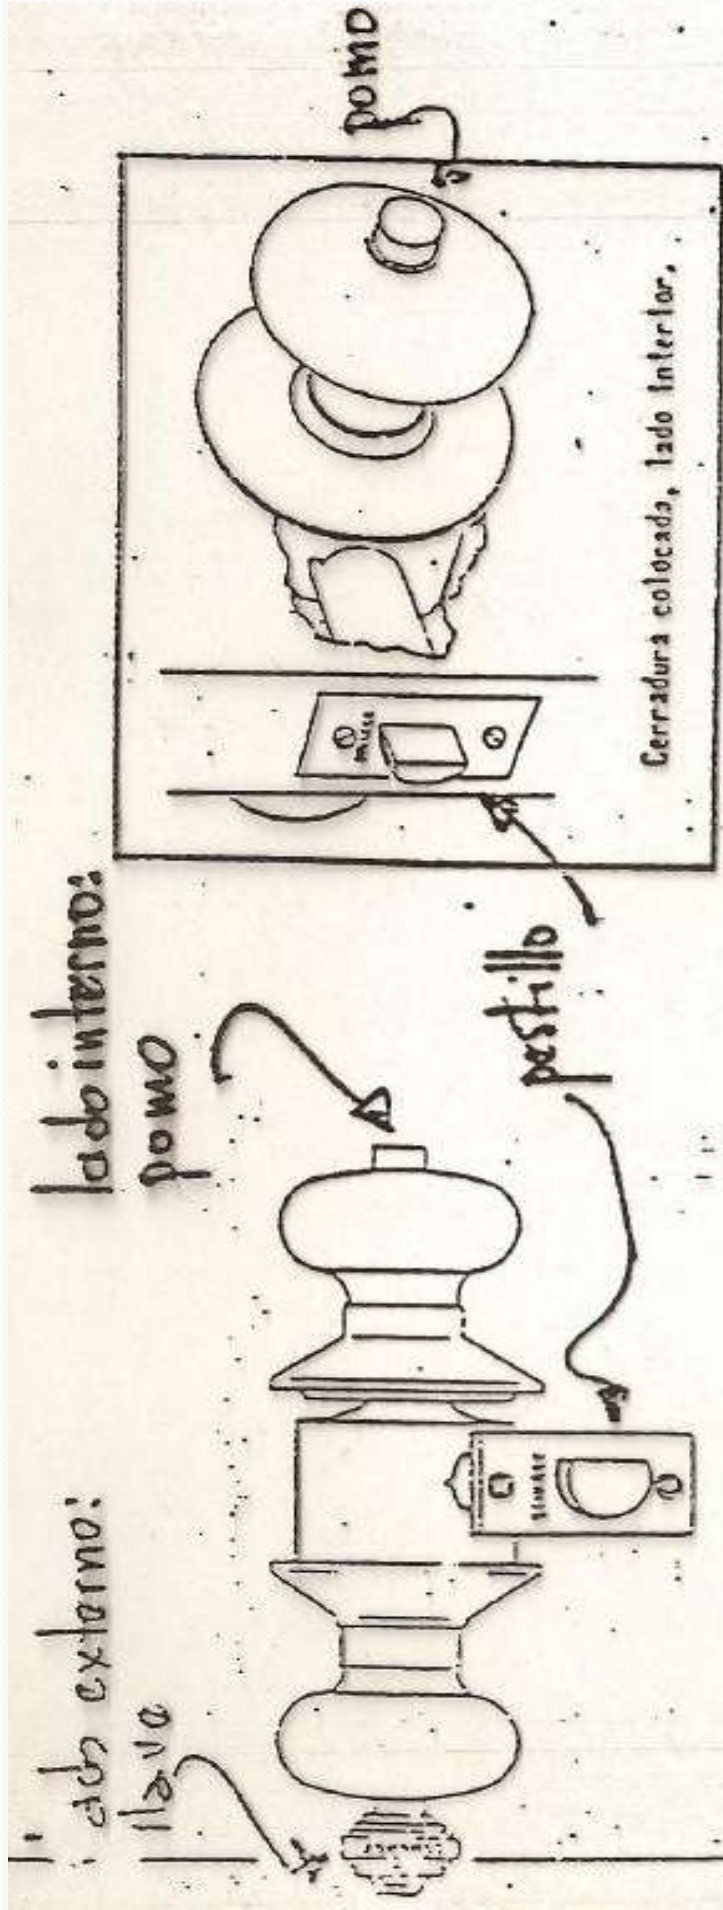 lado externo:
llave
lado interno:
pomo
pestillo
pomo
Cerradura colocada, lado interior.